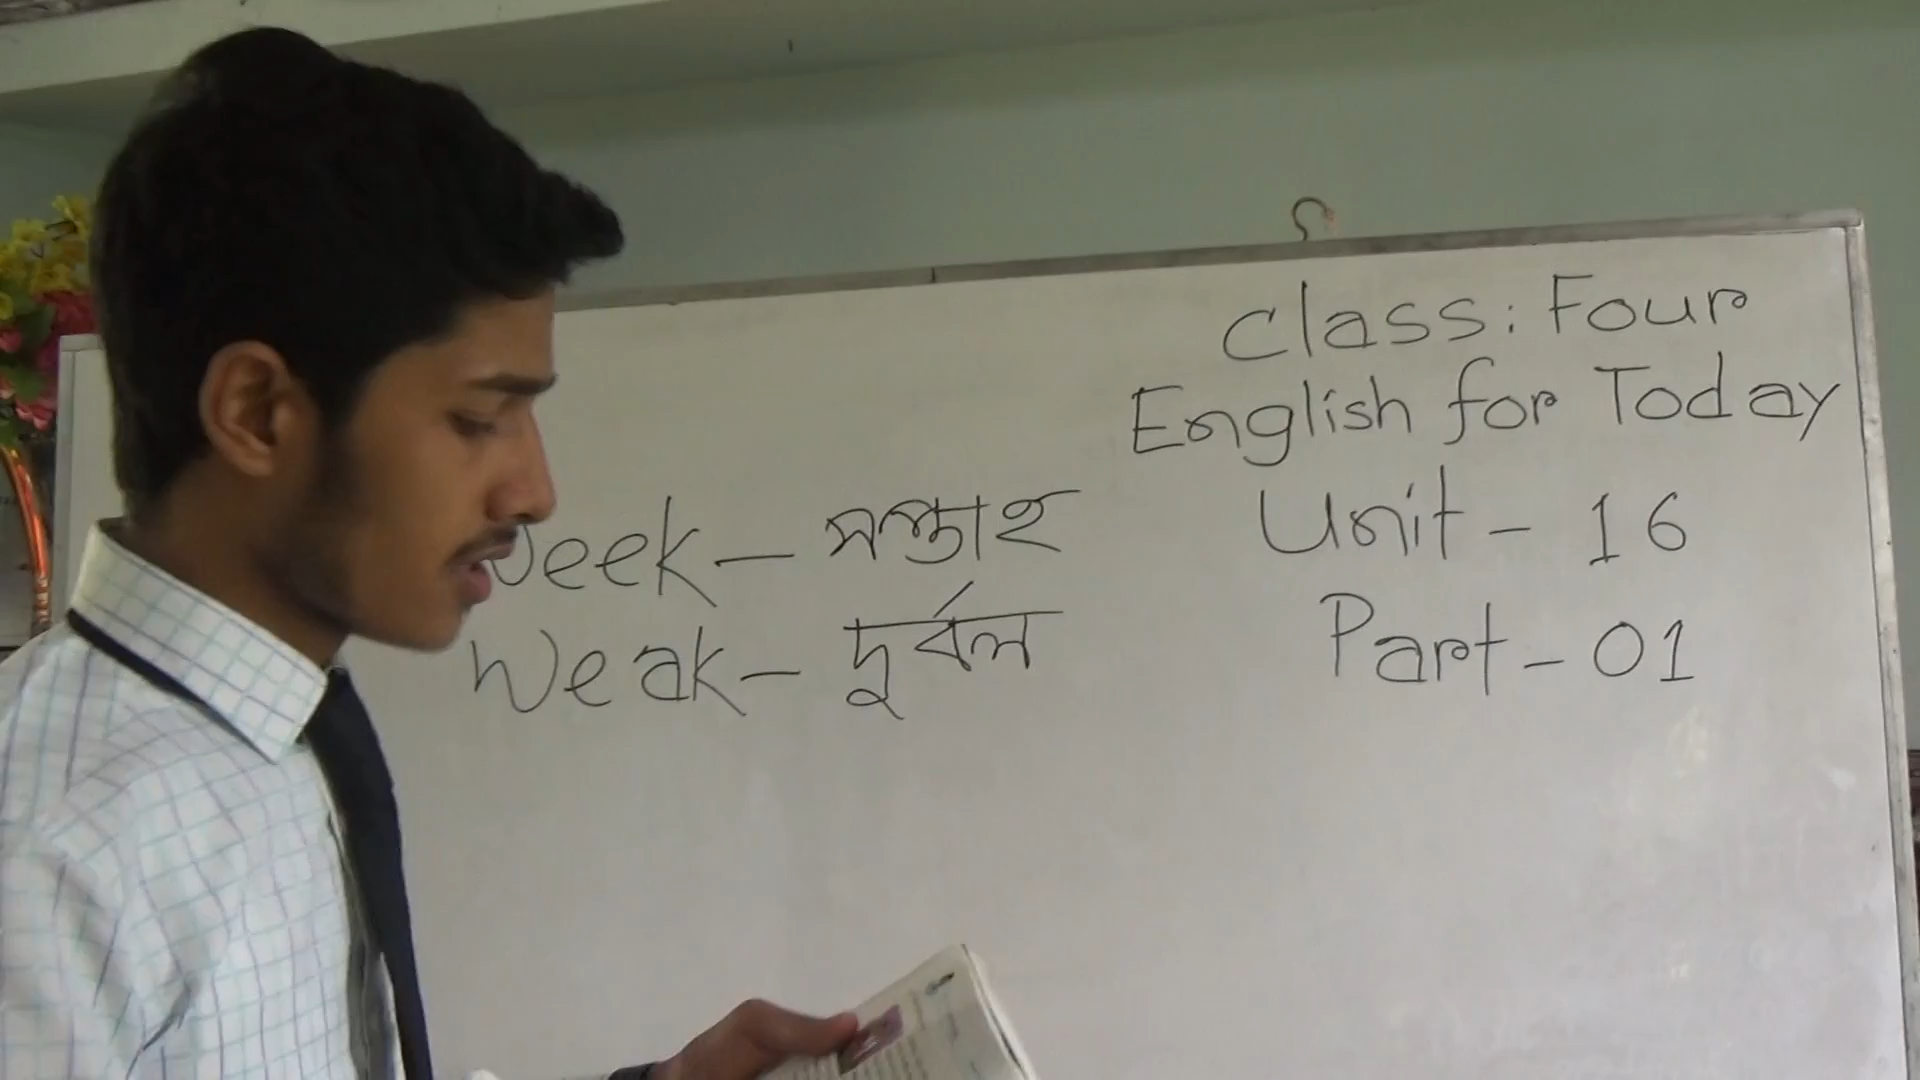 Class: Four
English for Today
Unit - 16
Part - 01
Week – সপ্তাহ
Weak – দুর্বল